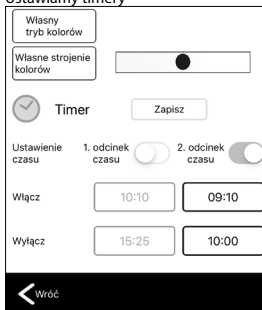 Ustawiamy timery
Własny
tryb kolorów
Własne strojenie
kolorów
Timer
Zapisz
Ustawienie
czasu
1. odcinek
czasu
2. odcinek
czasu
Włącz
10:10
09:10
Wyłącz
15:25
10:00
Wróć